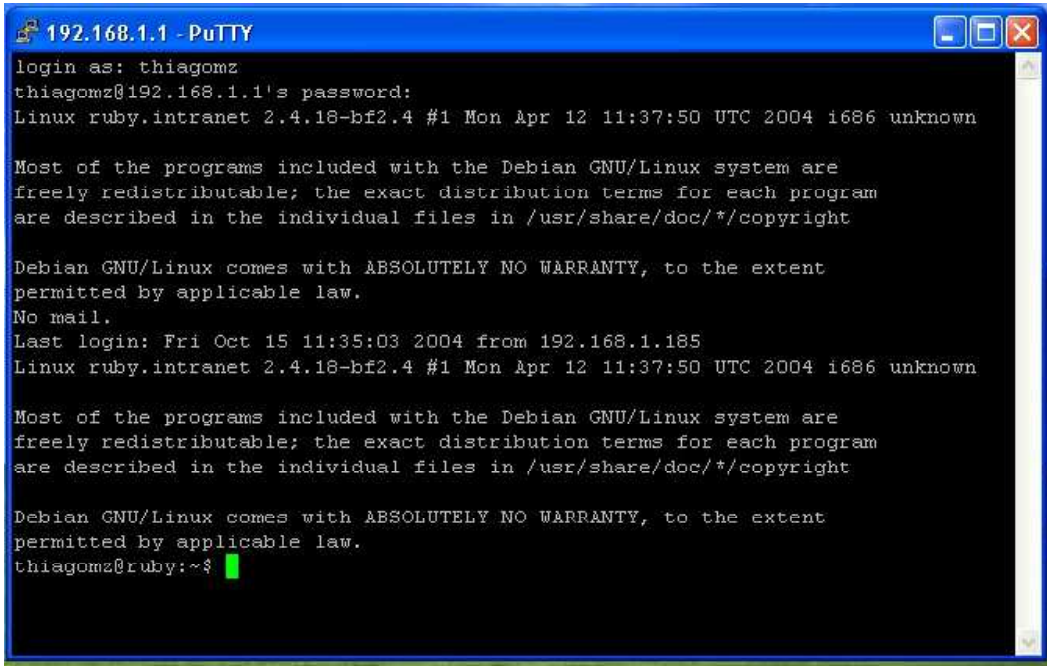 192.168.1.1 - PuTTY
login as: thiagomz
thiagomz@192.168.1.1's password:
Linux ruby.intranet 2.4.18-bf2.4 #1 Mon Apr 12 11:37:50 UTC 2004 i686 unknown
Most of the programs included with the Debian GNU/Linux system are
freely redistributable; the exact distribution terms for each program
are described in the individual files in /usr/share/doc/*/copyright
Debian GNU/Linux comes with ABSOLUTELY NO WARRANTY, to the extent
permitted by applicable law.
No mail.
Last login: Fri Oct 15 11:35:03 2004 from 192.168.1.185
Linux ruby.intranet 2.4.18-bf2.4 #1 Mon Apr 12 11:37:50 UTC 2004 i686 unknown
Most of the programs included with the Debian GNU/Linux system are
freely redistributable; the exact distribution terms for each program
are described in the individual files in /usr/share/doc/*/copyright
Debian GNU/Linux comes with ABSOLUTELY NO WARRANTY, to the extent
permitted by applicable law.
thiagomz@ruby:~$